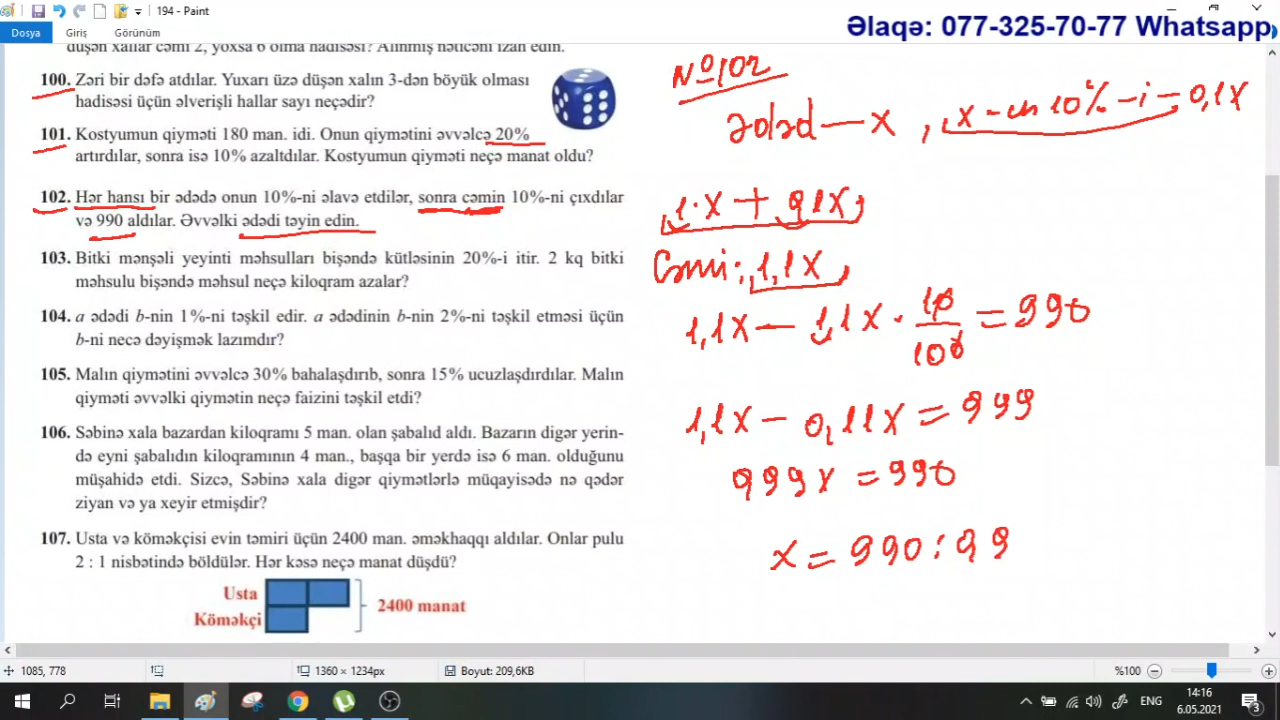 194 - Paint
Əlaqə: 077-325-70-77 Whatsapp
Dosya Giriş Görünüm
düşən xallar cəmi 2, yoxsa 6 olma hadisəsi? Alınmış nəticəni izah edin.
100. Zəri bir dəfə atdılar. Yuxarı üzə düşən xalın 3-dən böyük olması
hadisəsi üçün əlverişli hallar sayı neçədir?
101. Kostyumun qiyməti 180 man. idi. Onun qiymətini əvvəlcə 20%
artırdılar, sonra isə 10% azaltdılar. Kostyumun qiyməti neçə manat oldu?
102. Hər hansı bir ədədə onun 10%-ni əlavə etdilər, sonra cəmin 10%-ni çıxdılar
və 990 aldılar. Əvvəlki ədədi təyin edin.
103. Bitki mənşəli yeyinti məhsulları bişəndə kütləsinin 20%-i itir. 2 kq bitki
məhsulu bişəndə məhsul neçə kiloqram azalar?
104. a ədədi b-nin 1%-ni təşkil edir. a ədədinin b-nin 2%-ni təşkil etməsi üçün
b-ni necə dəyişmək lazımdır?
105. Malın qiymətini əvvəlcə 30% bahalaşdırıb, sonra 15% ucuzlaşdırdılar. Malın
qiyməti əvvəlki qiymətin neçə faizini təşkil etdi?
106. Səbinə xala bazardan kiloqramı 5 man. olan şabalıd aldı. Bazarın digər yerin-
də eyni şabalıdın kiloqramının 4 man., başqa bir yerdə isə 6 man. olduğunu
müşahidə etdi. Sizcə, Səbinə xala digər qiymətlərlə müqayisədə nə qədər
ziyan və ya xeyir etmişdir?
107. Usta və köməkçisi evin təmiri üçün 2400 man. əməkhaqqı aldılar. Onlar pulu
2 : 1 nisbətində böldülər. Hər kəsə neçə manat düşdü?
Usta
Köməkçi
2400 manat
№102
Ədəd—x, x-in 10%-i-0,1x
1·x + 0,1x
Cəmi: 1,1x
1,1x — 1,1x · 10/100 = 990
1,1x — 0,11x = 999
999x = 990
x = 990 : 99
1085, 778 1360 × 1234px Boyut: 209,6KB %100
ENG 14:16
6.05.2021
3